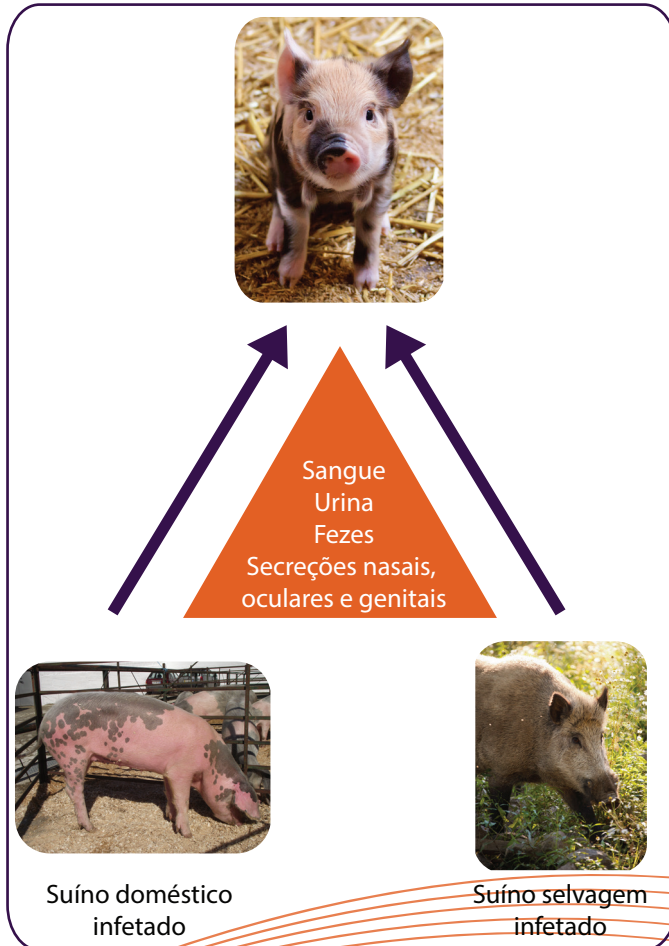 Sangue
Urina
Fezes
Secreções nasais,
oculares e genitais
Suíno doméstico
infetado
Suíno selvagem
infetado